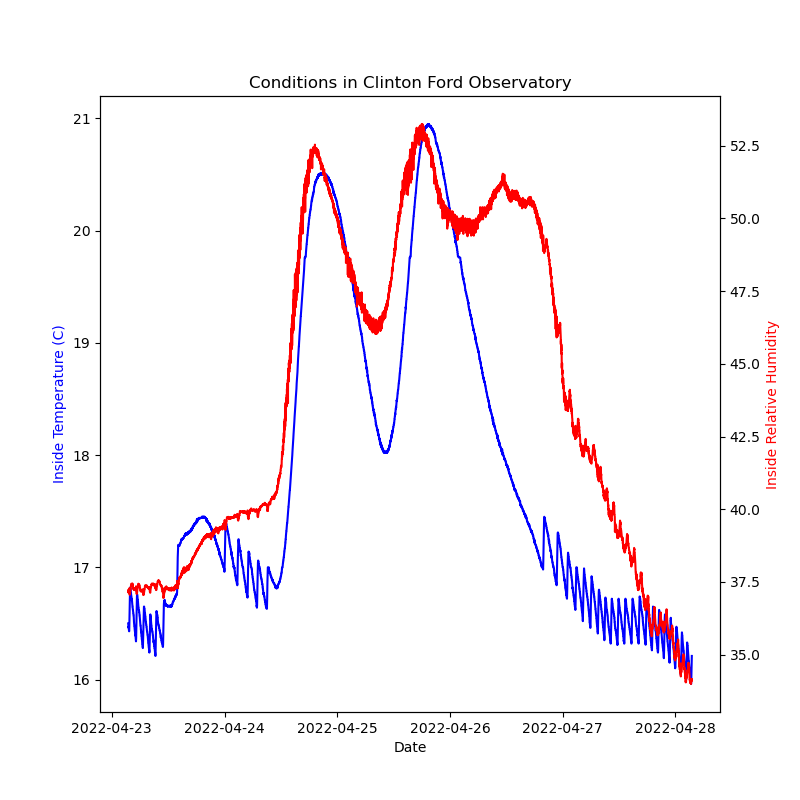 Conditions in Clinton Ford Observatory
21
20
19
18
17
16
Inside Temperature (C)
52.5
50.0
47.5
45.0
42.5
40.0
37.5
35.0
Inside Relative Humidity
2022-04-23 2022-04-24 2022-04-25 2022-04-26 2022-04-27 2022-04-28
Date